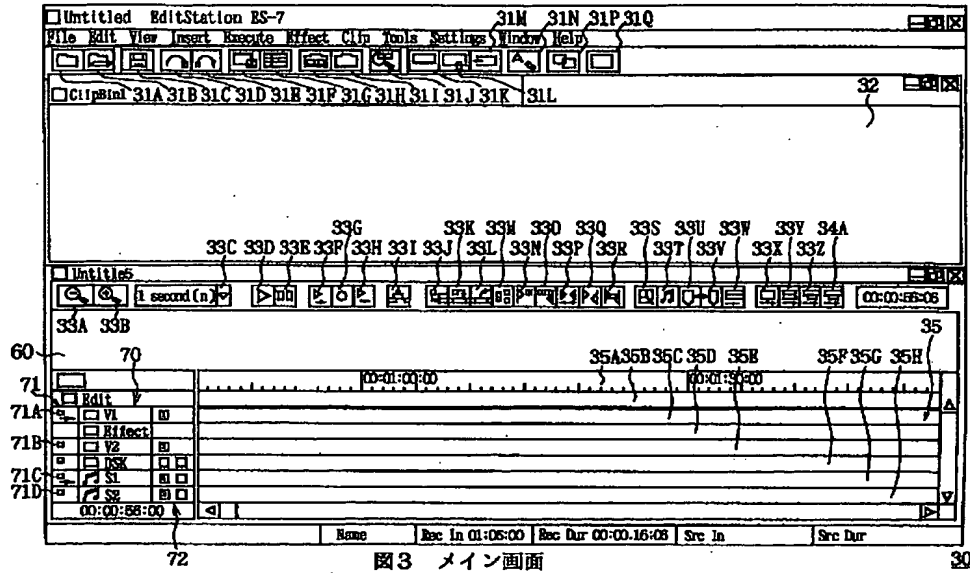 Untitled EditStation ES-7
31M 31N 31P 31Q
File Edit View Insert Execute Effect Clip Tools Settings Window Help
ClipBin1 31A 31B 31C 31D 31E 31F 31G 31H 31I 31J 31K 31L
32
33G 33K 33M 33O 33Q 33S 33U 33W 33Y 34A
33C 33D 33E 33F 33H 33I 33J 33L 33N 33P 33R 33T 33V 33X 33Z
Untitle5
1 second(n)
00:00:56:06
33A 33B
35
60
70
35A 35B 35C 35D 35E 35F 35G 35H
71
00:01:00:00
00:01:30:00
Edit
71A V1
Effect
71B V2
DSK
71C S1
71D S2
00:00:56:00
Name Rec In 01:06:00 Rec Dur 00:00.16:06 Src In Src Dur
72
図3 メイン画面
30